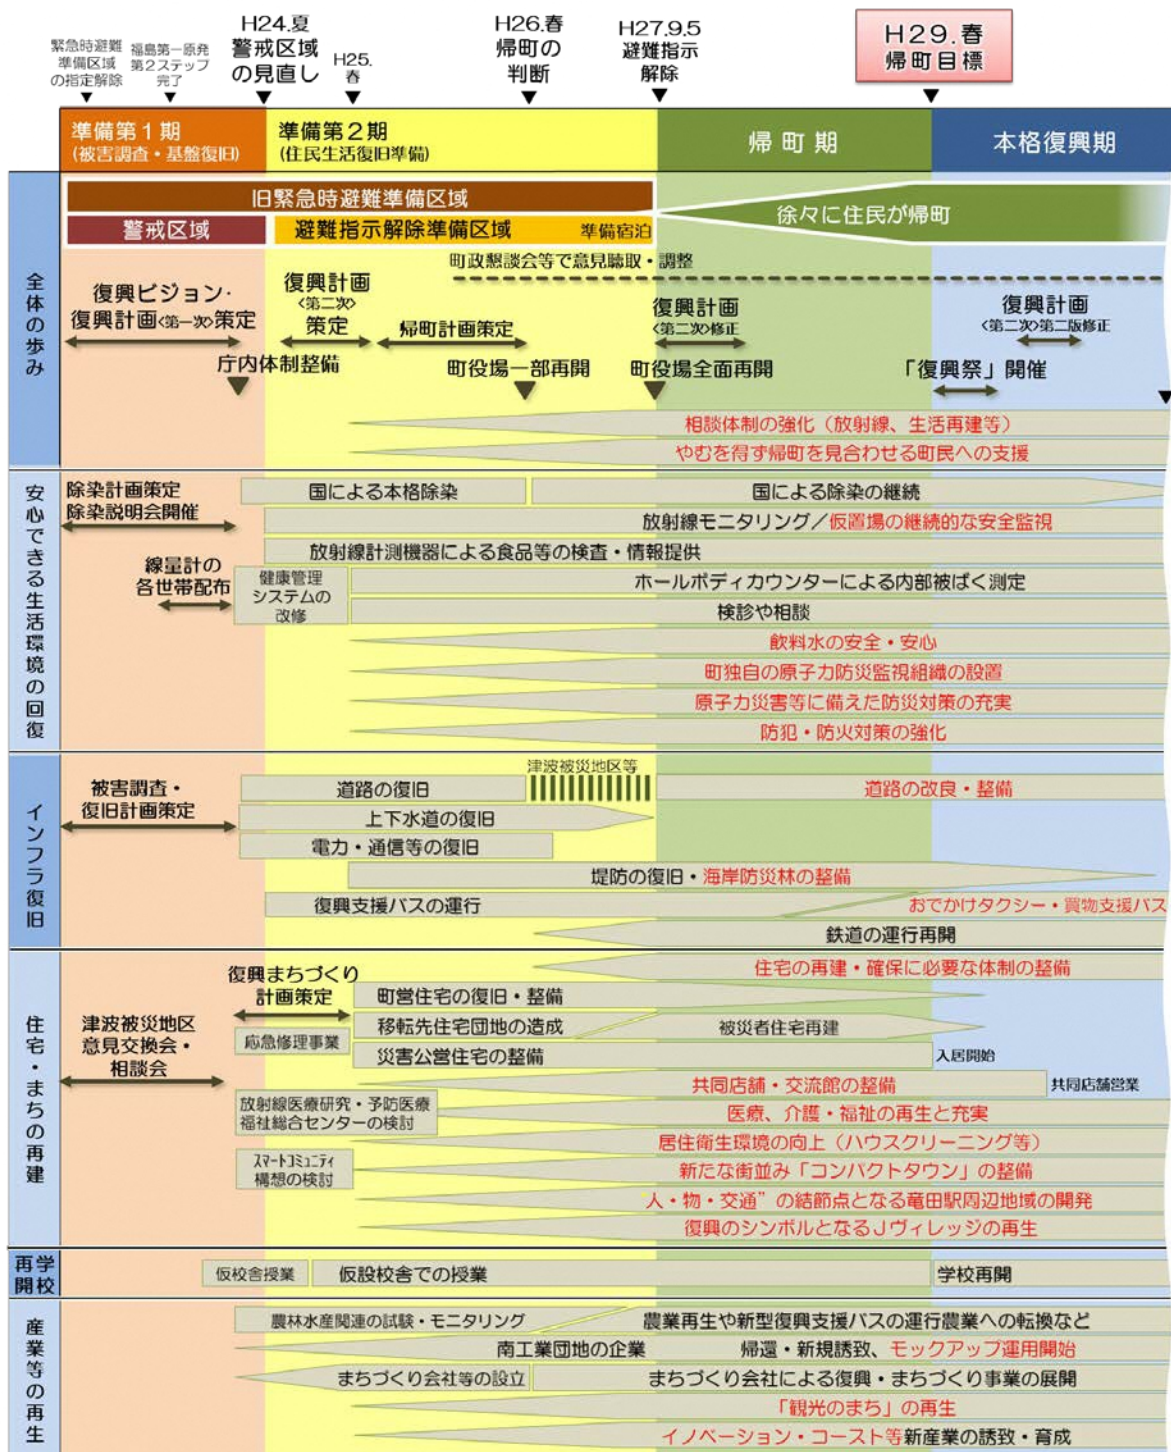 緊急時避難
準備区域
の指定解除
福島第一原発
第2ステップ
完了
H24.夏
警戒区域
の見直し
H25.
春
H26.春
帰町の
判断
H27.9.5
避難指示
解除
H29.春
帰町目標
準備第1期
(被害調査・基盤復旧)
準備第2期
(住民生活復旧準備)
帰町期
本格復興期
全体の歩み
旧緊急時避難準備区域
警戒区域
避難指示解除準備区域
準備宿泊
徐々に住民が帰町
町政懇談会等で意見聴取・調整
復興ビジョン・
復興計画<第一次>策定
復興計画
<第二次>
策定
帰町計画策定
復興計画
<第二次>修正
復興計画
<第二次>第二版修正
庁内体制整備
町役場一部再開
町役場全面再開
「復興祭」開催
相談体制の強化（放射線、生活再建等）
やむを得ず帰町を見合わせる町民への支援
安心できる生活環境の回復
除染計画策定
除染説明会開催
国による本格除染
国による除染の継続
放射線モニタリング／仮置場の継続的な安全監視
放射線計測機器による食品等の検査・情報提供
線量計の
各世帯配布
健康管理
システムの
改修
ホールボディカウンターによる内部被ばく測定
検診や相談
飲料水の安全・安心
町独自の原子力防災監視組織の設置
原子力災害等に備えた防災対策の充実
防犯・防火対策の強化
インフラ復旧
被害調査・
復旧計画策定
道路の復旧
津波被災地区等
道路の改良・整備
上下水道の復旧
電力・通信等の復旧
堤防の復旧・海岸防災林の整備
復興支援バスの運行
おでかけタクシー・買物支援バス
鉄道の運行再開
住宅・まちの再建
住宅の再建・確保に必要な体制の整備
復興まちづくり
計画策定
町営住宅の復旧・整備
津波被災地区
意見交換会・
相談会
応急修理事業
移転先住宅団地の造成
被災者住宅再建
災害公営住宅の整備
入居開始
共同店舗・交流館の整備
共同店舗営業
放射線医療研究・予防医療
福祉総合センターの検討
医療、介護・福祉の再生と充実
居住衛生環境の向上（ハウスクリーニング等）
スマートコミュニティ
構想の検討
新たな街並み「コンパクトタウン」の整備
“人・物・交通”の結節点となる竜田駅周辺地域の開発
復興のシンボルとなるJヴィレッジの再生
学校
再開
仮校舎授業
仮設校舎での授業
学校再開
産業等の再生
農林水産関連の試験・モニタリング
農業再生や新型復興支援バスの運行農業への転換など
南工業団地の企業
帰還・新規誘致、モックアップ運用開始
まちづくり会社等の設立
まちづくり会社による復興・まちづくり事業の展開
「観光のまち」の再生
イノベーション・コースト等新産業の誘致・育成